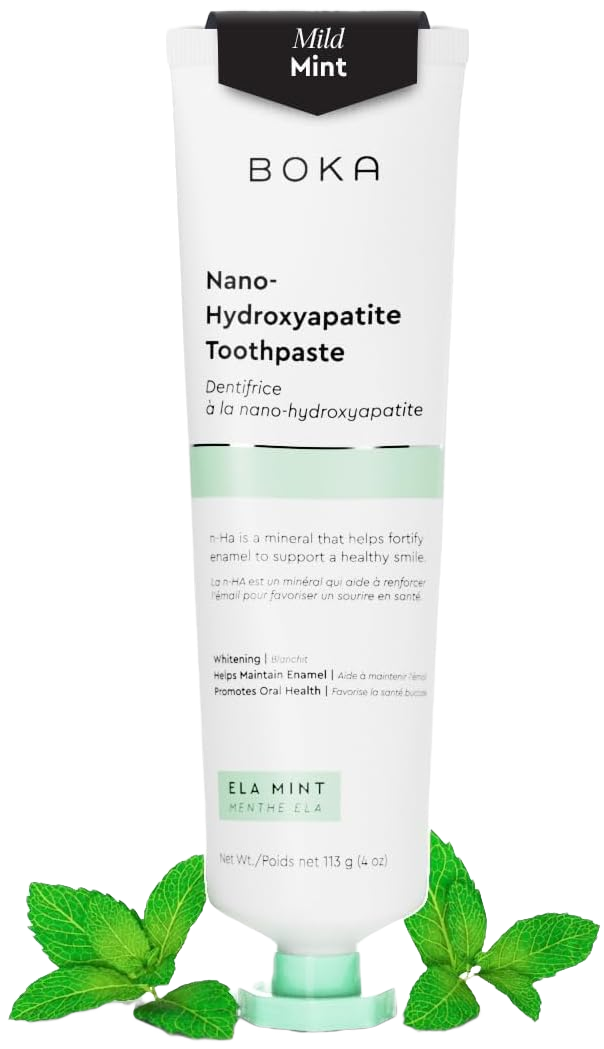 Mild
Mint
BOKA
Nano-
Hydroxyapatite
Toothpaste
Dentifrice
à la nano-hydroxyapatite
n-Ha is a mineral that helps fortify
enamel to support a healthy smile.
La n-HA est un minéral qui aide à renforcer
l'émail pour favoriser un sourire en santé.
Whitening | Blanchit
Helps Maintain Enamel | Aide à maintenir l'émail
Promotes Oral Health | Favorise la santé
ELA MINT
MENTHE ELA
Net Wt./Poids net 113 g (4 oz)